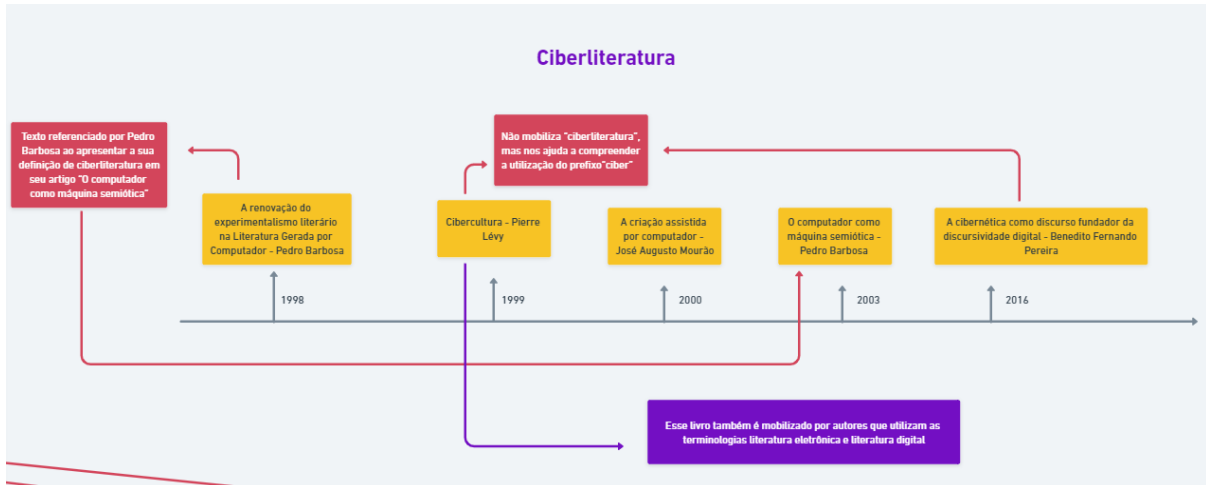 Ciberliteratura
Texto referenciado por Pedro
Barbosa ao apresentar a sua
definição de ciberliteratura em
seu artigo "O computador
como máquina semiótica"
Não mobiliza "ciberliteratura",
mas nos ajuda a compreender
a utilização do prefixo"ciber"
A renovação do
experimentalismo literário
na Literatura Gerada por
Computador - Pedro Barbosa
Cibercultura - Pierre
Lévy
A criação assistida
por computador -
José Augusto Mourão
O computador como
máquina semiótica -
Pedro Barbosa
A cibernética como discurso fundador da
discursividade digital - Benedito Fernando
Pereira
1998
1999
2000
2003
2016
Esse livro também é mobilizado por autores que utilizam as
terminologias literatura eletrônica e literatura digital